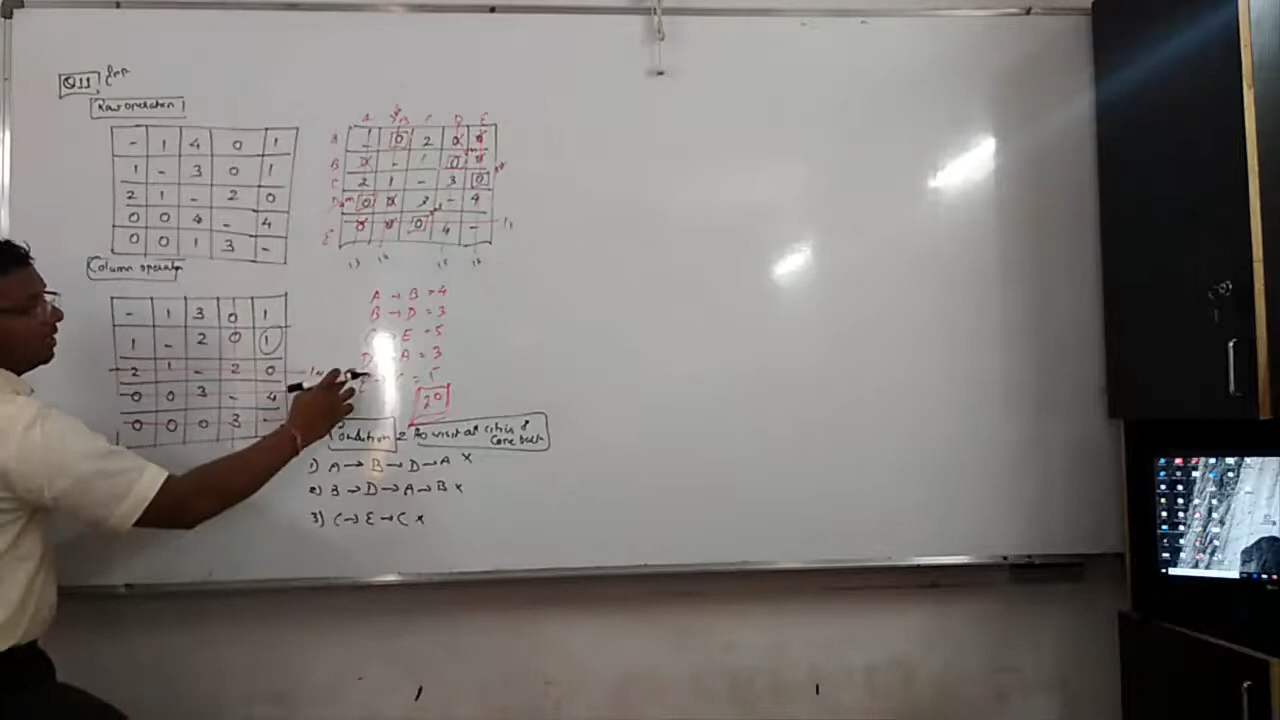 Q11
Row operation
- 1 4 0 1
1 - 3 0 1
2 1 - 2 0
0 0 4 - 4
0 0 1 3 -
Column operation
- 1 3 0 1
1 - 2 0 1
2 1 - 2 0
0 0 3 - 4
0 0 0 3 -
A B C D E
A - 0 2 0 0
B 0 - 1 0 0
C 2 1 - 3 0
D 0 0 2 - 4
E 0 0 0 4 -
A → B = 4
B → D = 3
E = 5
D A = 3
20
Condition 2 to visit all cities & Come back
1) A → B → D → A ×
2) B → D → A → B ×
3) C → E → C ×